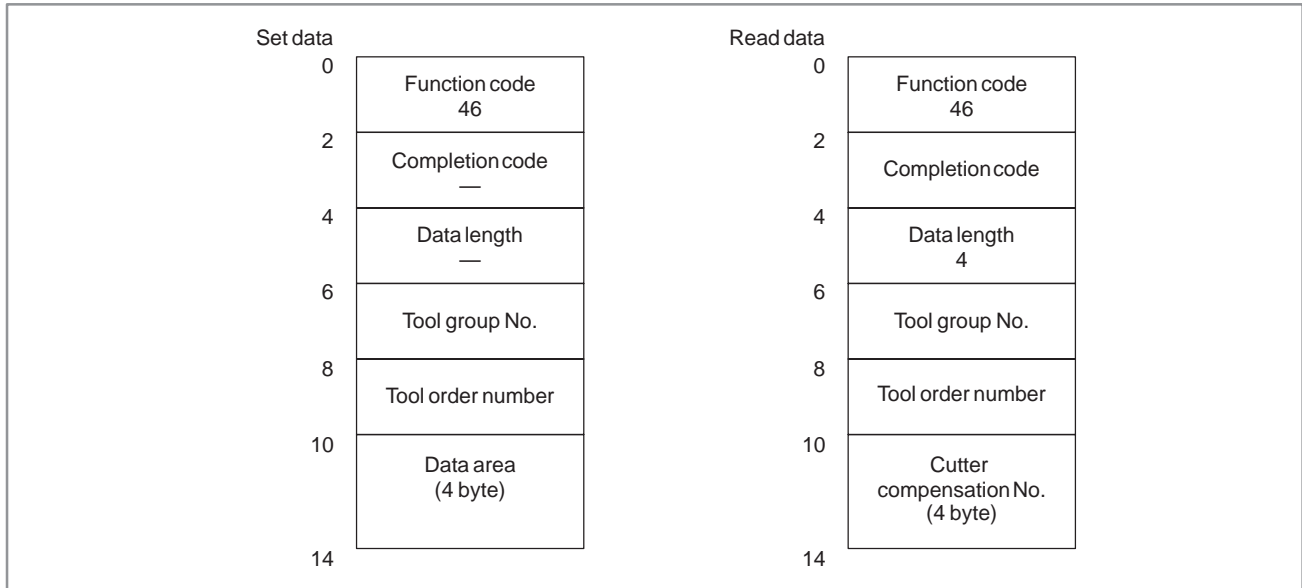 Set data
0
Function code
46
2
Completion code
—
4
Data length
—
6
Tool group No.
8
Tool order number
10
Data area
(4 byte)
14
Read data
0
Function code
46
2
Completion code
4
Data length
4
6
Tool group No.
8
Tool order number
10
Cutter
compensation No.
(4 byte)
14